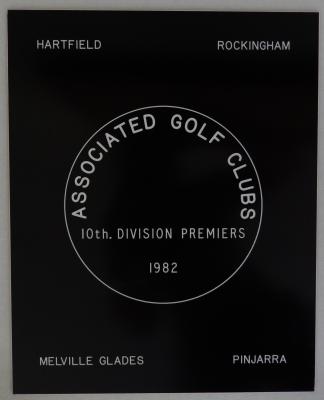 HARTFIELD
ROCKINGHAM
ASSOCIATED GOLF CLUBS
10th. DIVISION PREMIERS
1982
MELVILLE GLADES
PINJARRA